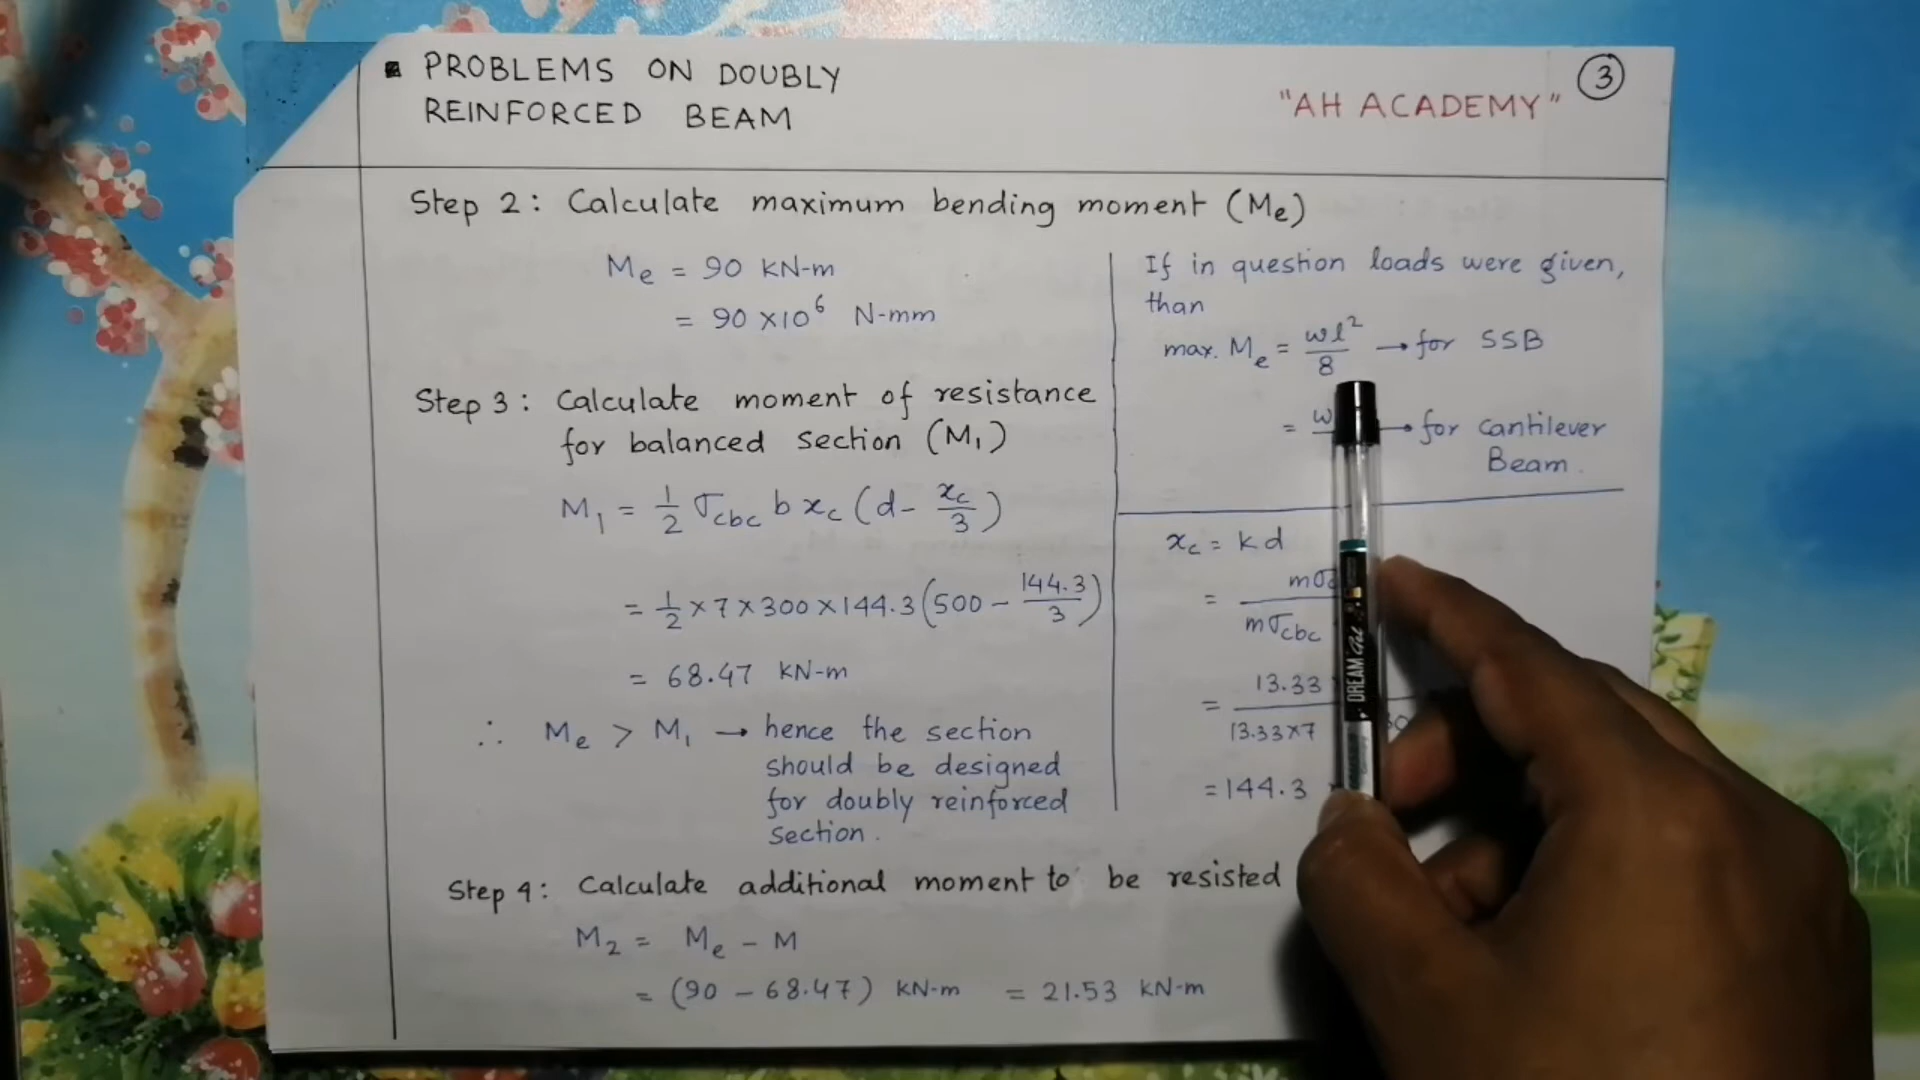 PROBLEMS ON DOUBLY
REINFORCED BEAM
"AH ACADEMY"
3
Step 2: Calculate maximum bending moment (Me)
Me = 90 KN-m
= 90 x10⁶ N-mm
If in question loads were given,
than
max. Me = wl²/8 → for SSB
= w → for cantilever
Beam.
Step 3: Calculate moment of resistance
for balanced section (M₁)
M₁ = 1/2 σcbc b xc (d - xc/3)
= 1/2 x 7 x 300 x 144.3 (500 - 144.3/3)
= 68.47 KN-m
∴ Me > M₁ → hence the section
should be designed
for doubly reinforced
section.
xc = kd
= mσ / mσcbc
= 13.33 / 13.33x7
= 144.3
Step 4: Calculate additional moment to be resisted
M₂ = Me - M
= (90 - 68.47) KN-m = 21.53 KN-m
DREAM Gel